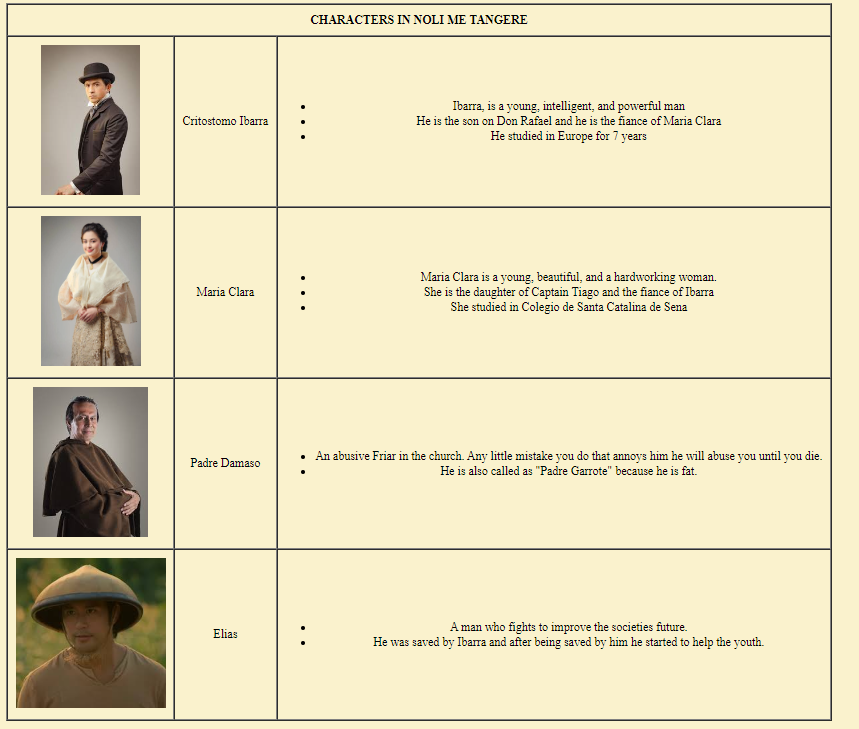 CHARACTERS IN NOLI ME TANGERE
Critostomo Ibarra
Ibarra, is a young, intelligent, and powerful man
He is the son on Don Rafael and he is the fiance of Maria Clara
He studied in Europe for 7 years
Maria Clara
Maria Clara is a young, beautiful, and a hardworking woman.
She is the daughter of Captain Tiago and the fiance of Ibarra
She studied in Colegio de Santa Catalina de Sena
Padre Damaso
An abusive Friar in the church. Any little mistake you do that annoys him he will abuse you until you die.
He is also called as "Padre Garrote" because he is fat.
Elias
A man who fights to improve the societies future.
He was saved by Ibarra and after being saved by him he started to help the youth.